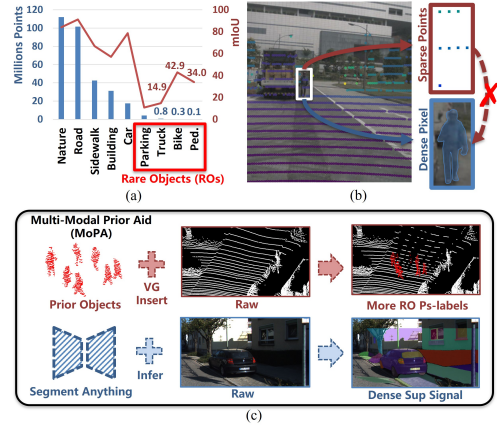 120
100
80
60
40
20
0
Millions Points
100
80
60
40
20
0
mIoU
14.9
42.9
34.0
0.8
0.3
0.1
Nature
Road
Sidewalk
Building
Car
Parking
Truck
Bike
Ped.
Rare Objects (ROs)
(a)
Sparse Points
Dense Pixel
(b)
Multi-Modal Prior Aid
(MoPA)
Prior Objects
VG
Insert
Raw
More RO Ps-labels
Segment Anything
Infer
Raw
Dense Sup Signal
(c)